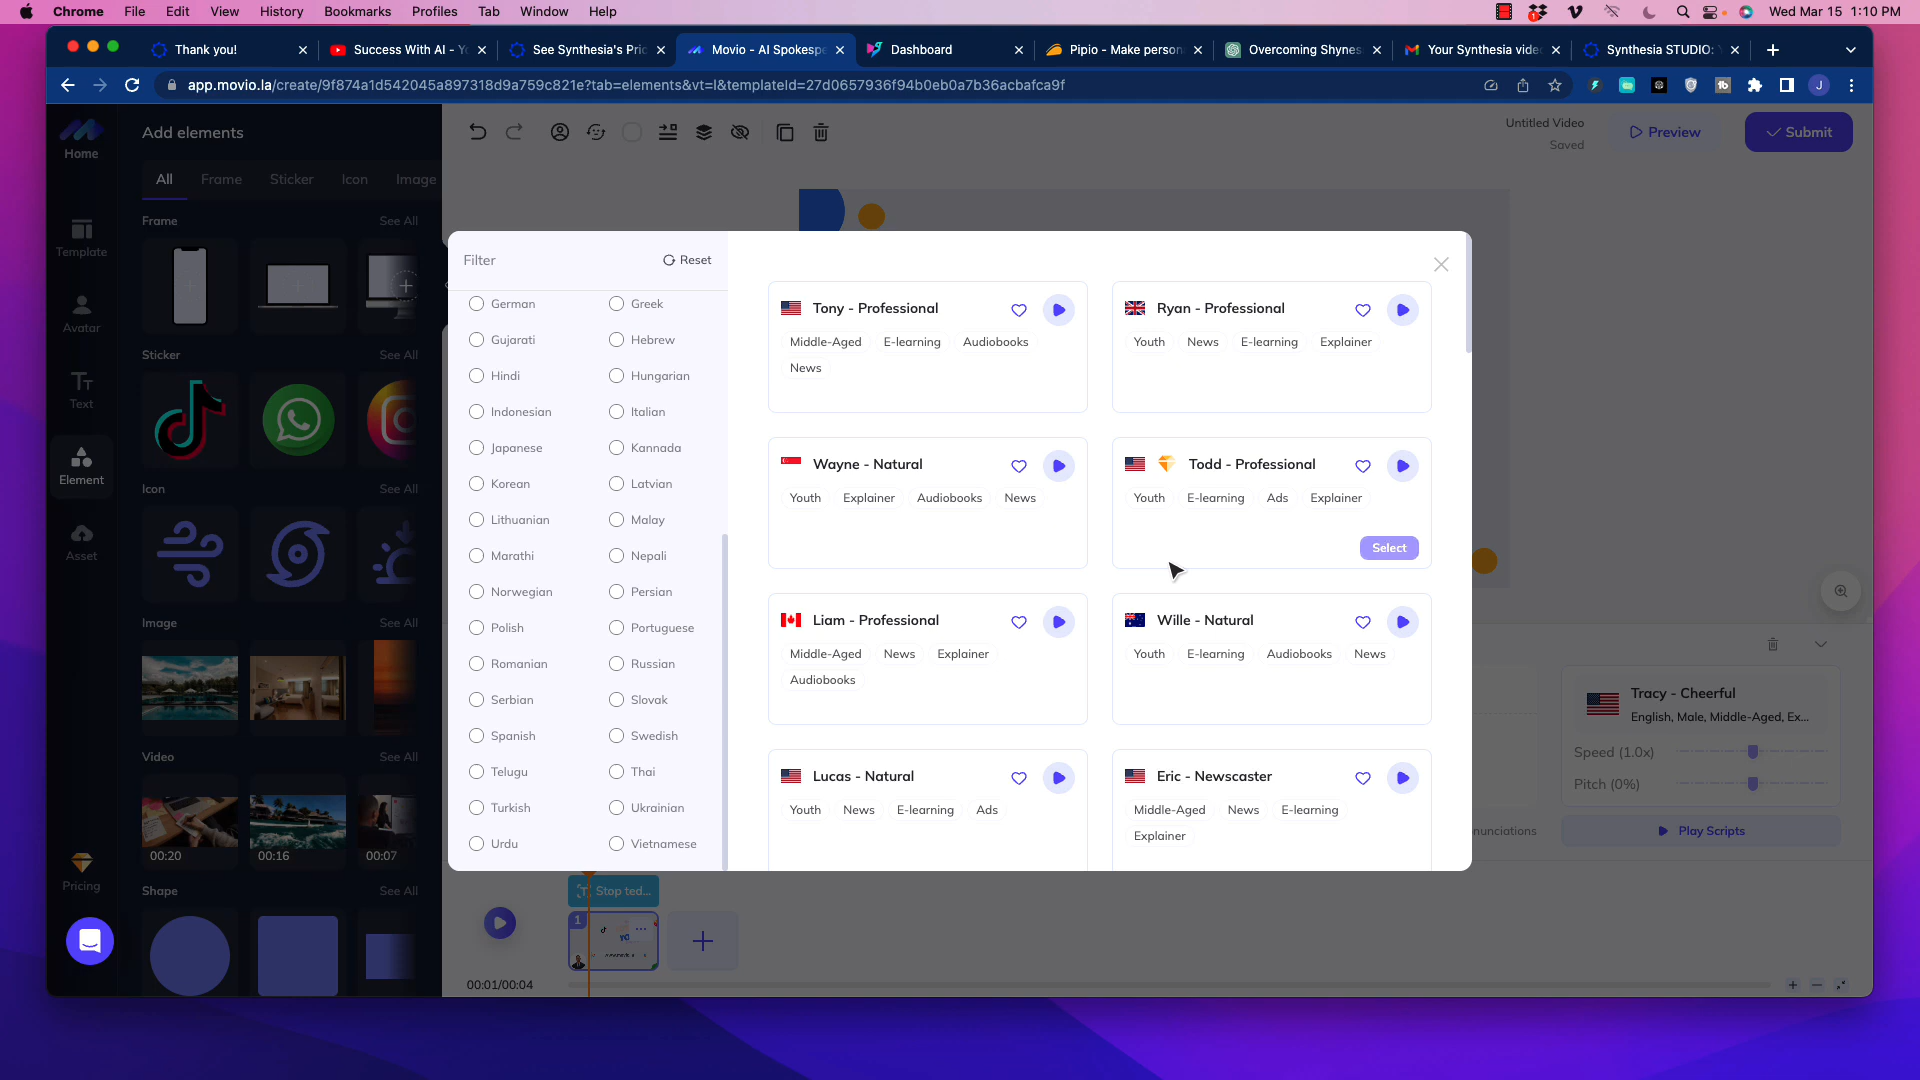 Chrome File Edit View History Bookmarks Profiles Tab Window Help
Wed Mar 15 1:10 PM
Thank you!
Success With AI - Yo
See Synthesia's Pric
Movio - AI Spokespe
Dashboard
Pipio - Make person
Overcoming Shynes
Your Synthesia vide
Synthesia STUDIO:
app.movio.la/create/9f874a1d542045a897318d9a759c821e?tab=elements&vt=l&templateId=27d0657936f94b0eb0a7b36acbafca9f
J
Home
Template
Avatar
Text
Element
Asset
Pricing
Add elements
All Frame Sticker Icon Image
Frame See All
Sticker See All
Icon See All
Image See All
Video See All
00:20 00:16 00:07
Shape See All
Untitled Video
Saved
Preview
Submit
Filter Reset
German Greek
Gujarati Hebrew
Hindi Hungarian
Indonesian Italian
Japanese Kannada
Korean Latvian
Lithuanian Malay
Marathi Nepali
Norwegian Persian
Polish Portuguese
Romanian Russian
Serbian Slovak
Spanish Swedish
Telugu Thai
Turkish Ukrainian
Urdu Vietnamese
Tony - Professional
Middle-Aged E-learning Audiobooks
News
Ryan - Professional
Youth News E-learning Explainer
Wayne - Natural
Youth Explainer Audiobooks News
Todd - Professional
Youth E-learning Ads Explainer
Select
Liam - Professional
Middle-Aged News Explainer
Audiobooks
Wille - Natural
Youth E-learning Audiobooks News
Lucas - Natural
Youth News E-learning Ads
Eric - Newscaster
Middle-Aged News E-learning
Explainer
Tracy - Cheerful
English, Male, Middle-Aged, Ex...
Speed (1.0x)
Pitch (0%)
nunciations
Play Scripts
Stop ted...
1
00:01/00:04